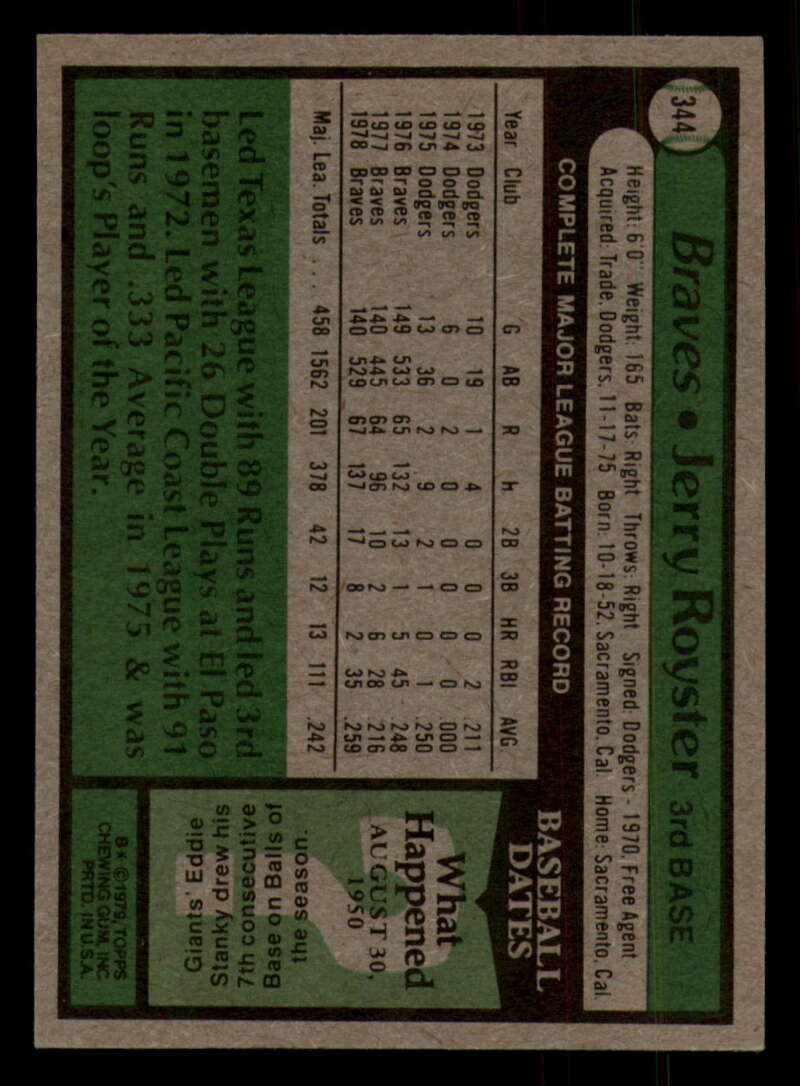 344
Braves • Jerry Royster 3rd BASE
Height: 6'0" Weight: 165 Bats: Right Throws: Right Signed: Dodgers - 1970, Free Agent
Acquired: Trade, Dodgers, 11-17-75 Born: 10-18-52, Sacramento, Cal. Home: Sacramento, Cal.
COMPLETE MAJOR LEAGUE BATTING RECORD
Year Club G AB R h 2B 3B HR RBI AVG
1973 Dodgers 10 19 1 4 0 0 0 2 .211
1974 Dodgers 6 0 2 0 0 0 0 0 .000
1975 Dodgers 13 36 2 9 2 1 0 1 .250
1976 Braves 149 533 65 132 13 1 5 45 .248
1977 Braves 140 445 64 96 10 2 6 28 .216
1978 Braves 140 529 67 137 17 8 2 35 .259
Maj. Lea. Totals . . . 458 1562 201 378 42 12 13 111 .242
Led Texas League with 89 Runs and led 3rd
basemen with 26 Double Plays at El Paso
in 1972. Led Pacific Coast League with 91
Runs and .333 Average in 1975 & was
loop's Player of the Year.
BASEBALL
DATES
What
Happened
AUGUST 30,
1950
Giants' Eddie
Stanky drew his
7th consecutive
Base on Balls of
the season.
B* ©1979 TOPPS
CHEWING GUM, INC.
PRTD. IN U.S.A.